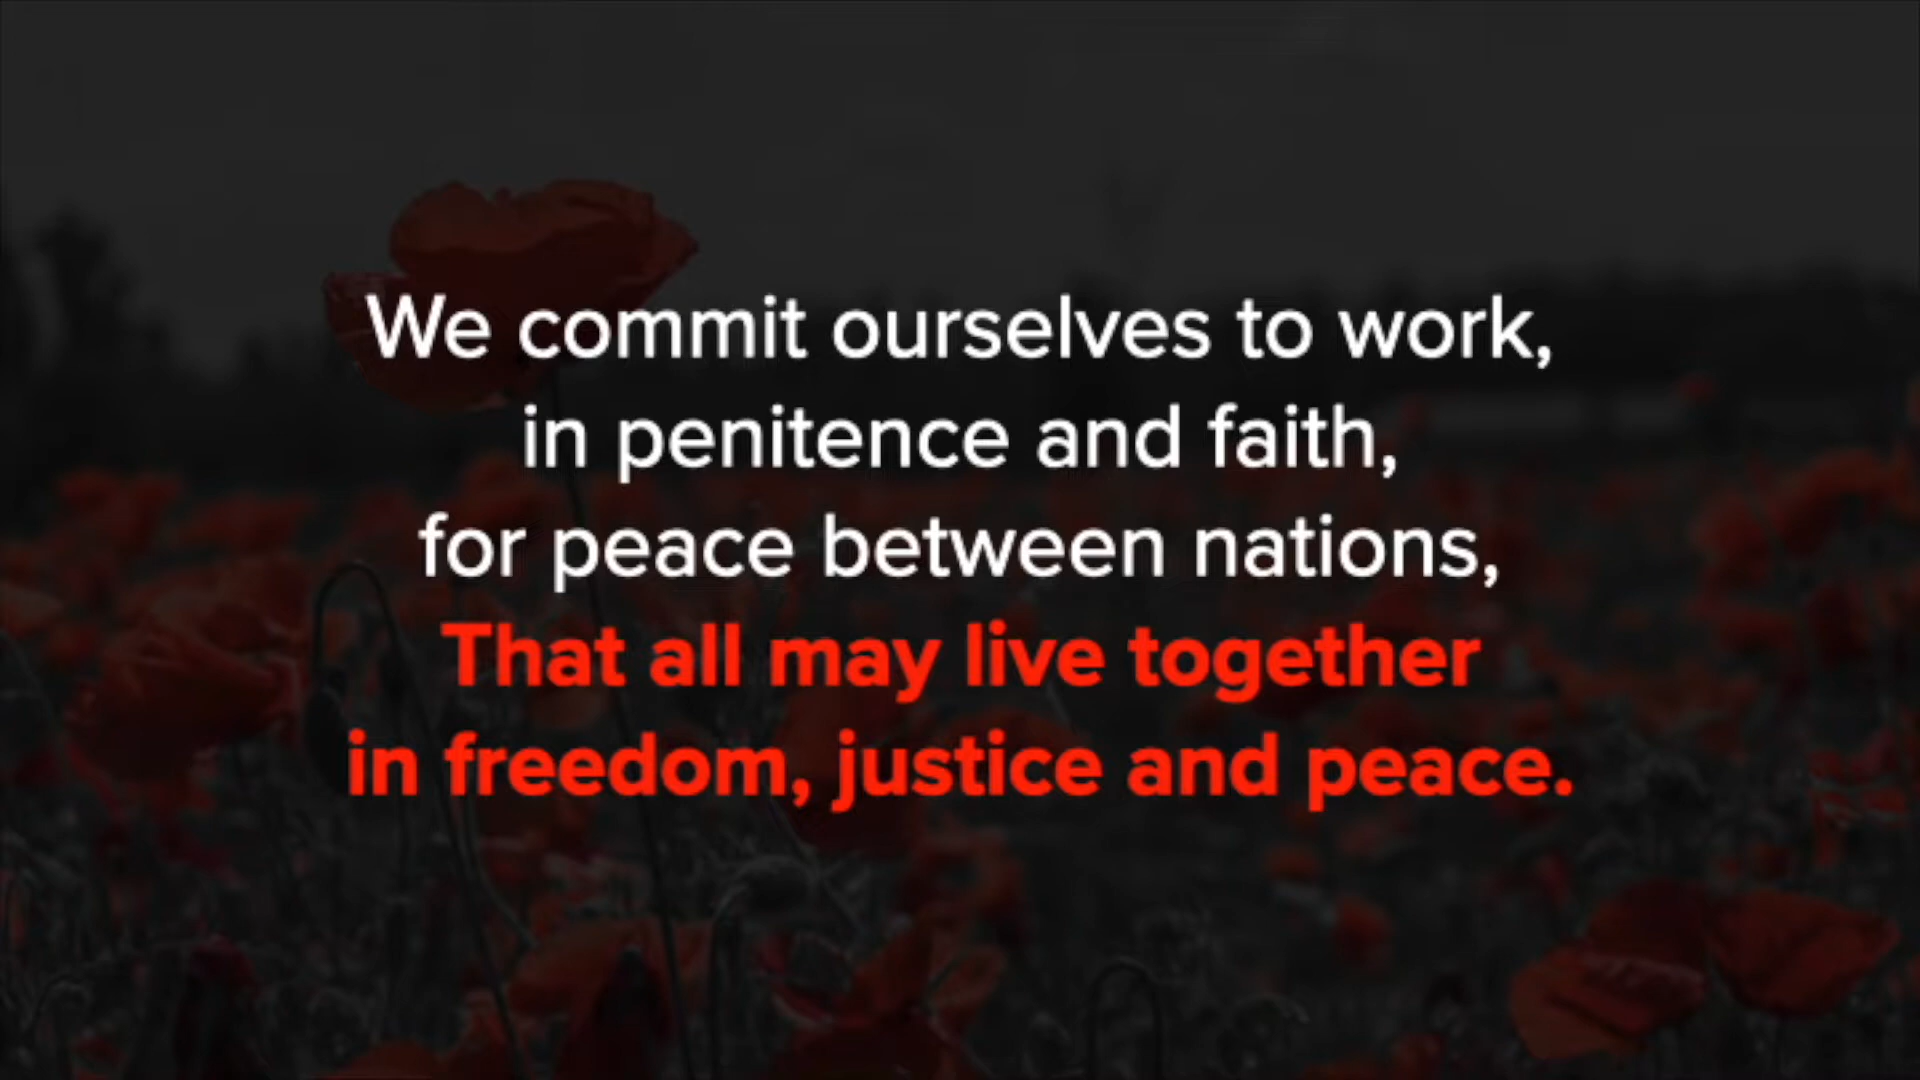 We commit ourselves to work,
in penitence and faith,
for peace between nations,
That all may live together
in freedom, justice and peace.